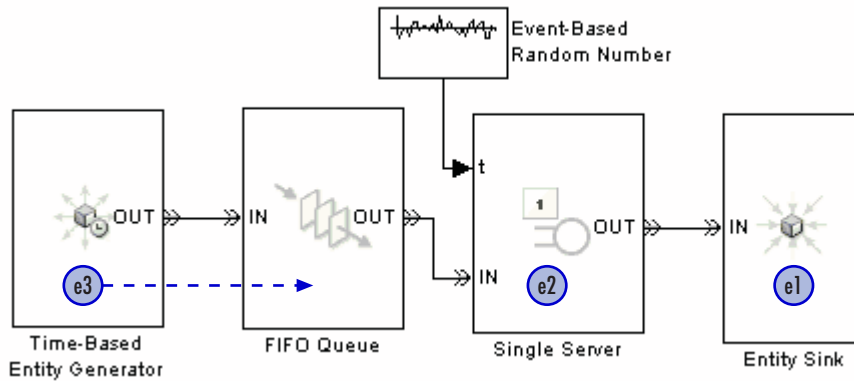 Event-Based
Random Number
t
1
OUT
IN
OUT
OUT
IN
IN
e3
e2
e1
Time-Based
Entity Generator
FIFO Queue
Single Server
Entity Sink